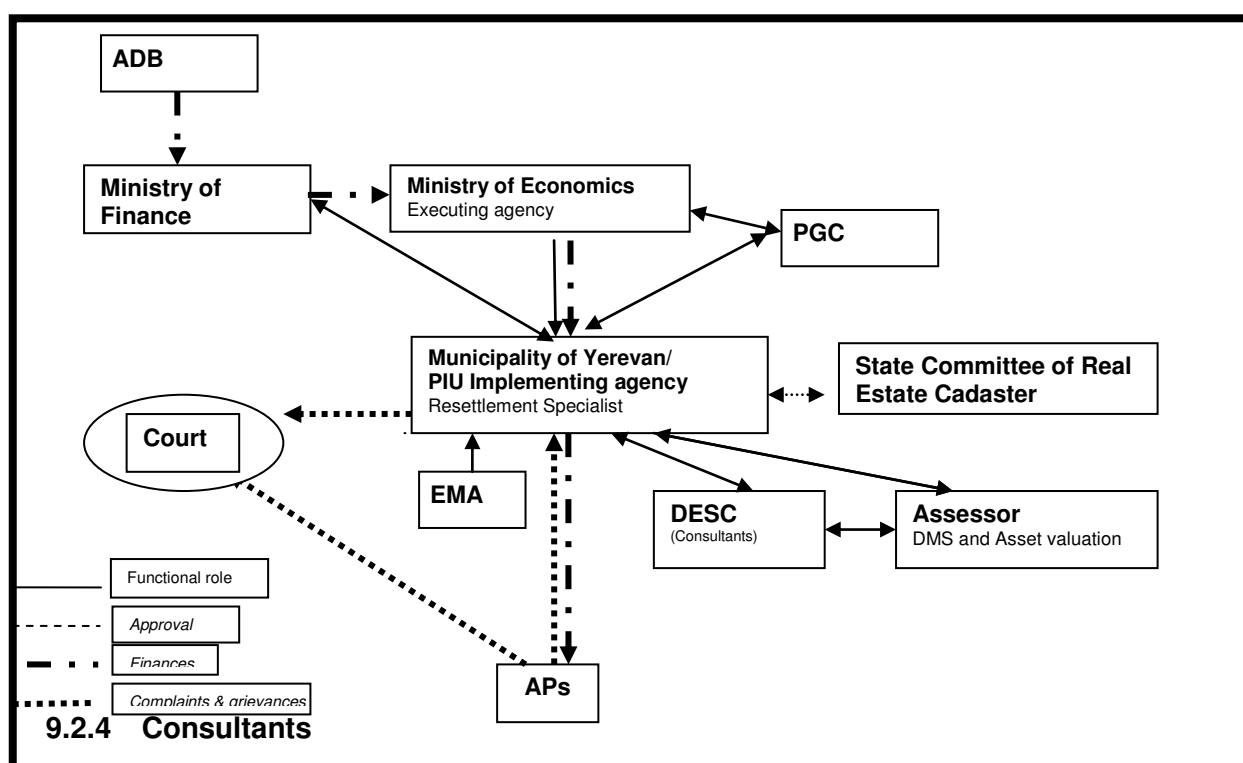 ADB
Ministry of
Finance
Ministry of Economics
Executing agency
PGC
Municipality of Yerevan/
PIU Implementing agency
Resettlement Specialist
State Committee of Real
Estate Cadaster
Court
EMA
DESC
(Consultants)
Assessor
DMS and Asset valuation
Functional role
Approval
Finances
Complaints & grievances
APs
9.2.4 Consultants